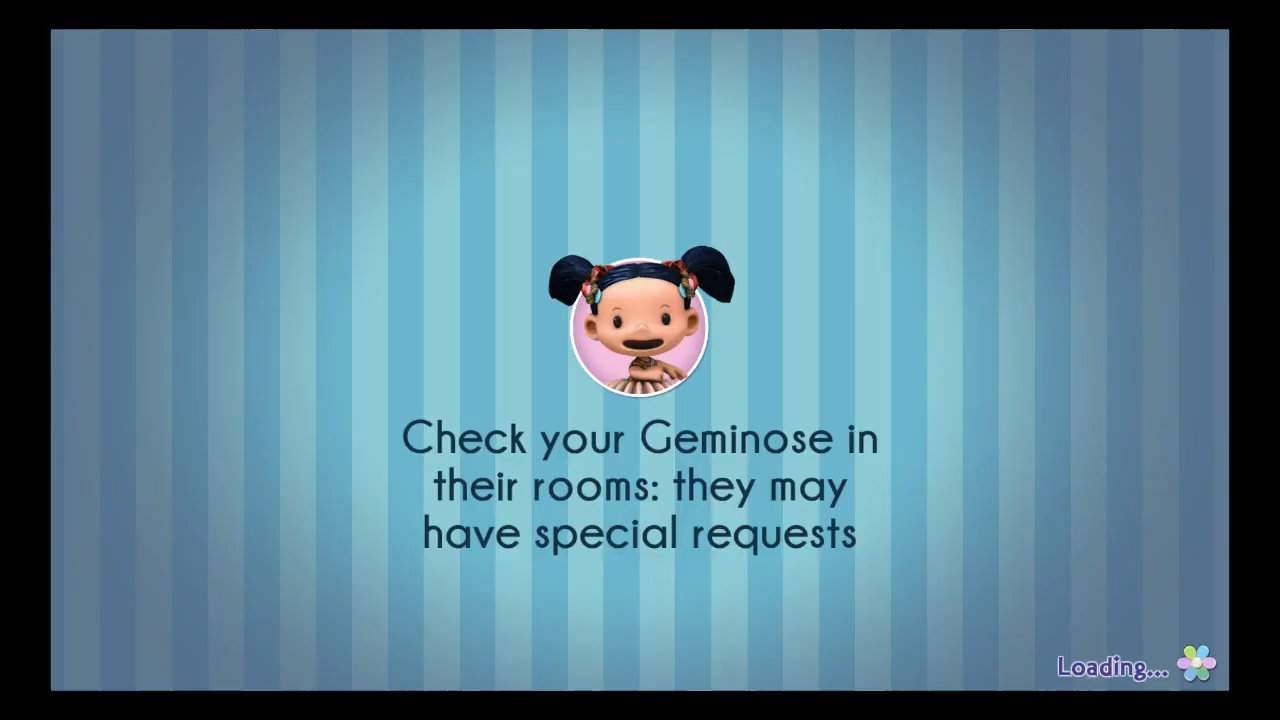 Check your Geminose in
their rooms: they may
have special requests
Loading...